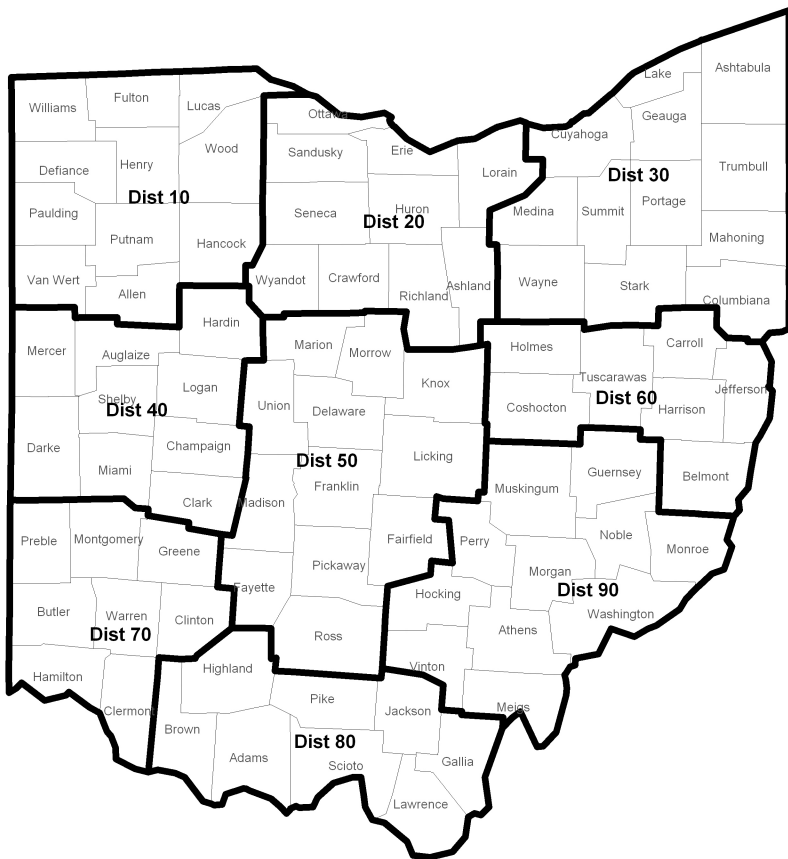 Williams
Fulton
Lucas
Wood
Defiance
Henry
Dist 10
Paulding
Putnam
Hancock
Van Wert
Allen
Ottawa
Sandusky
Erie
Lorain
Seneca
Huron
Dist 20
Wyandot
Crawford
Richland
Ashland
Lake
Ashtabula
Geauga
Cuyahoga
Trumbull
Dist 30
Medina
Summit
Portage
Mahoning
Wayne
Stark
Columbiana
Hardin
Mercer
Auglaize
Logan
Shelby
Dist 40
Darke
Champaign
Miami
Clark
Marion
Morrow
Knox
Union
Delaware
Dist 50
Licking
Franklin
Madison
Fairfield
Pickaway
Fayette
Ross
Holmes
Carroll
Tuscarawas
Jefferson
Dist 60
Coshocton
Harrison
Belmont
Preble
Montgomery
Greene
Butler
Warren
Clinton
Dist 70
Hamilton
Clermont
Highland
Pike
Jackson
Brown
Dist 80
Adams
Scioto
Gallia
Lawrence
Guernsey
Muskingum
Noble
Perry
Monroe
Morgan
Dist 90
Hocking
Washington
Athens
Vinton
Meigs